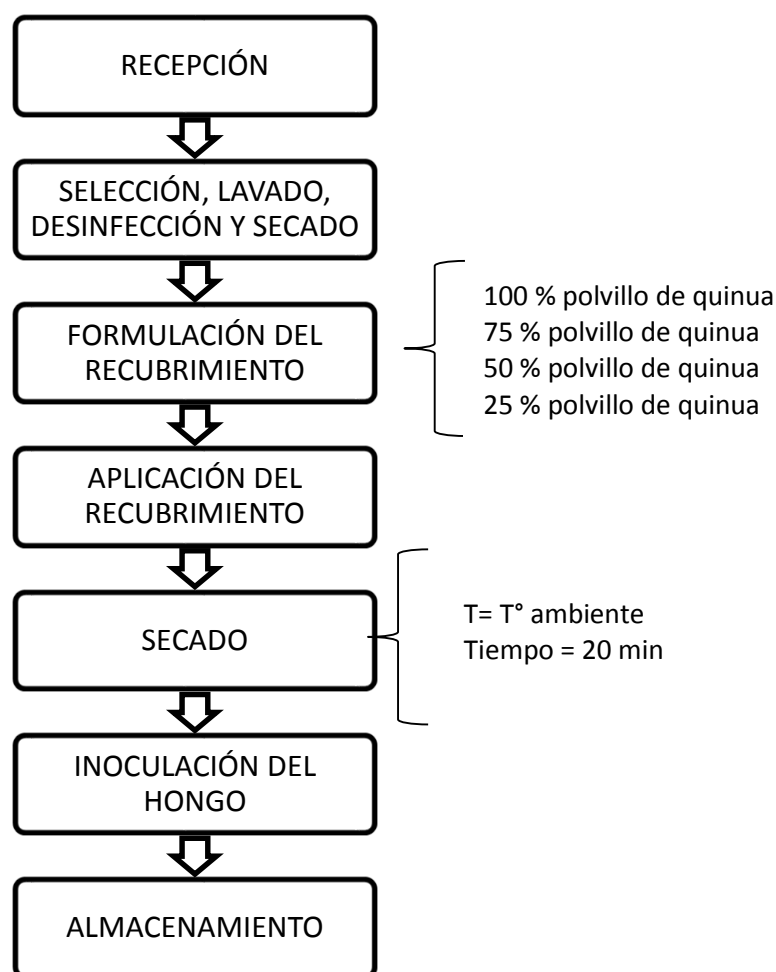 RECEPCIÓN
SELECCIÓN, LAVADO,
DESINFECCIÓN Y SECADO
FORMULACIÓN DEL
RECUBRIMIENTO
100 % polvillo de quinua
75 % polvillo de quinua
50 % polvillo de quinua
25 % polvillo de quinua
APLICACIÓN DEL
RECUBRIMIENTO
SECADO
T= T° ambiente
Tiempo = 20 min
INOCULACIÓN DEL
HONGO
ALMACENAMIENTO